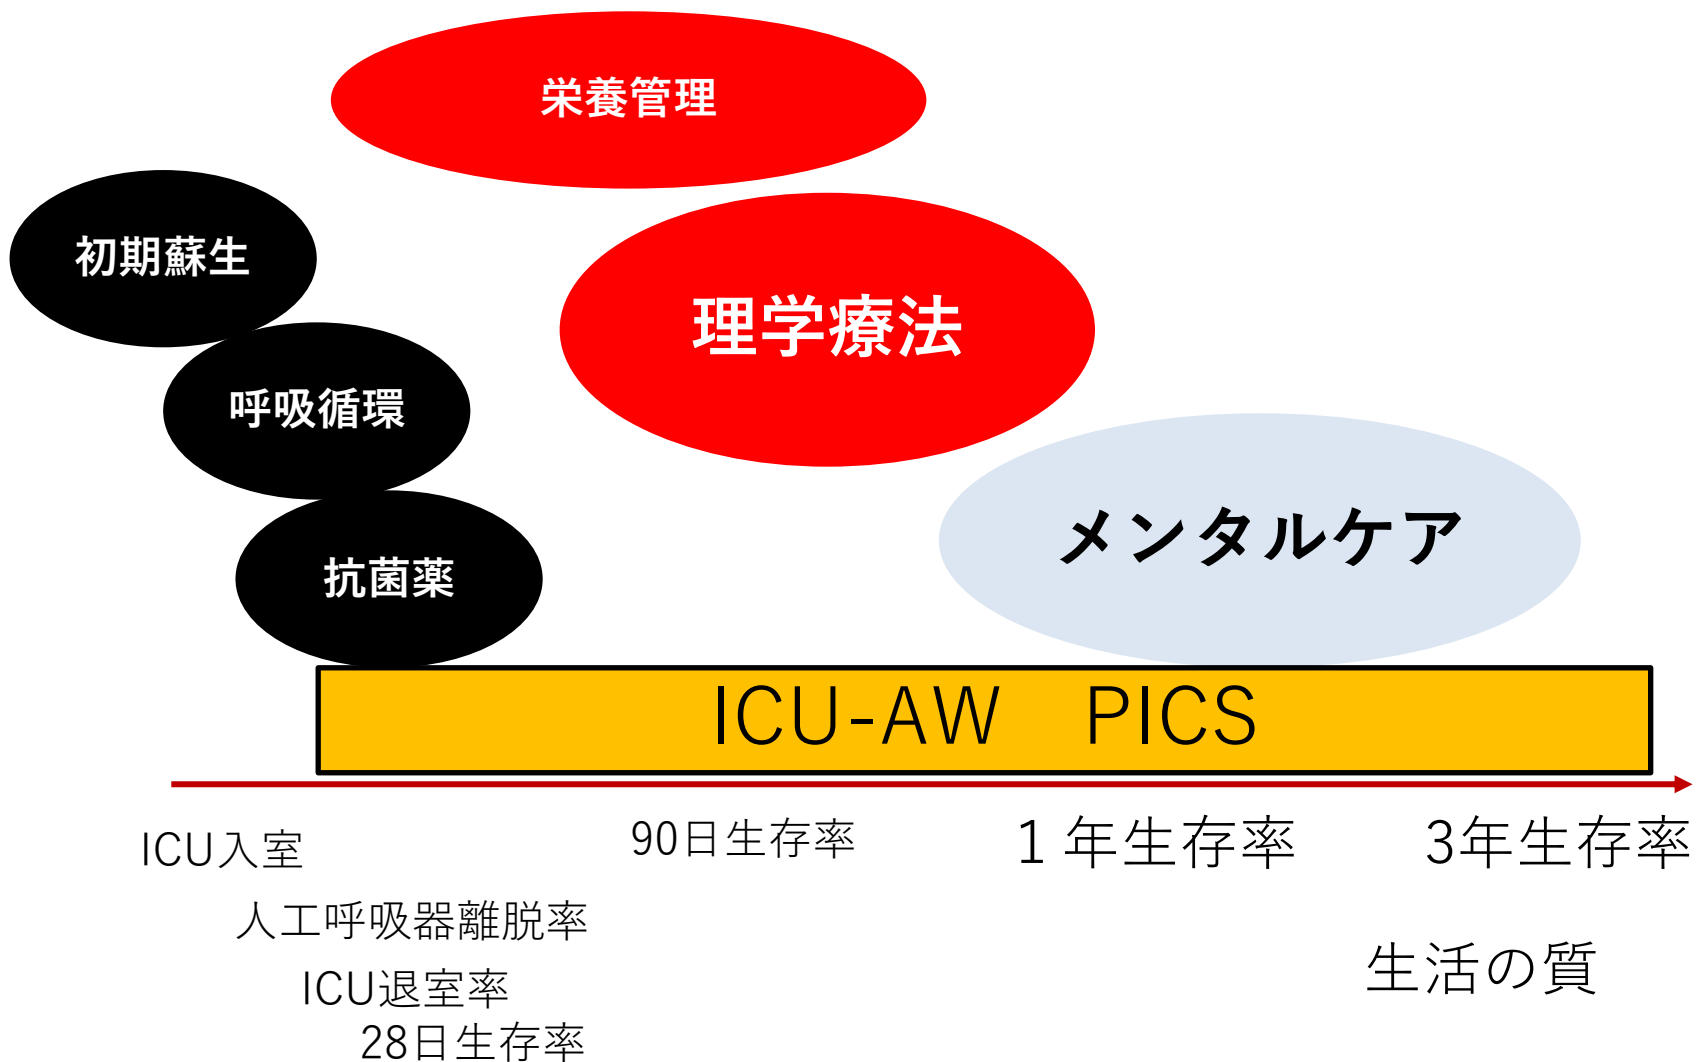 栄養管理
初期蘇生
理学療法
呼吸循環
メンタルケア
抗菌薬
ICU-AW　PICS
ICU入室
90日生存率
１年生存率
3年生存率
人工呼吸器離脱率
生活の質
ICU退室率
28日生存率